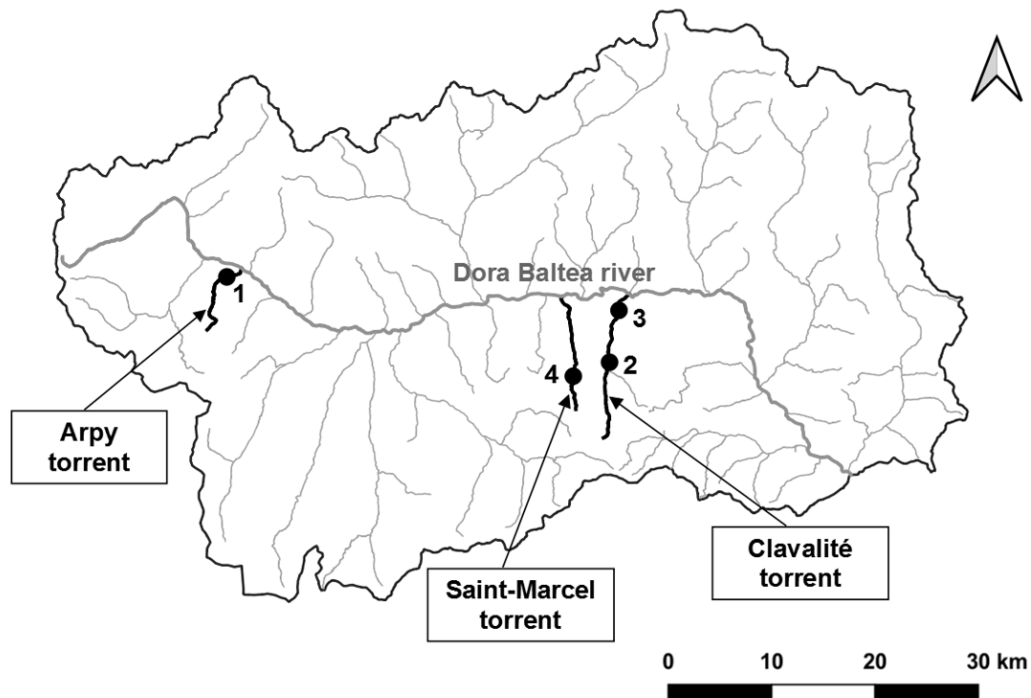 Dora Baltea river
1
3
2
4
Arpy
torrent
Saint-Marcel
torrent
Clavalité
torrent
0 10 20 30 km